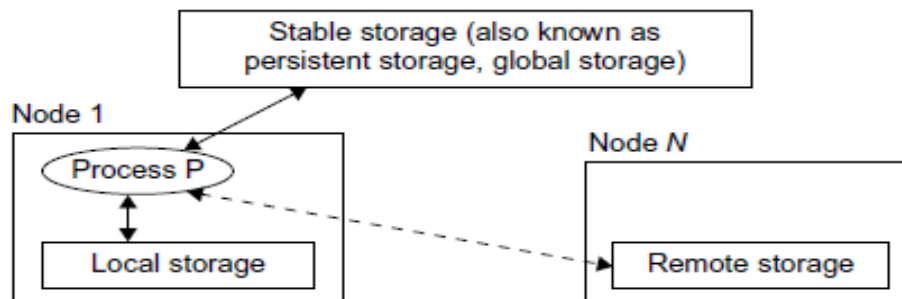 Stable storage (also known as
persistent storage, global storage)
Node 1
Process P
Local storage
Node N
Remote storage